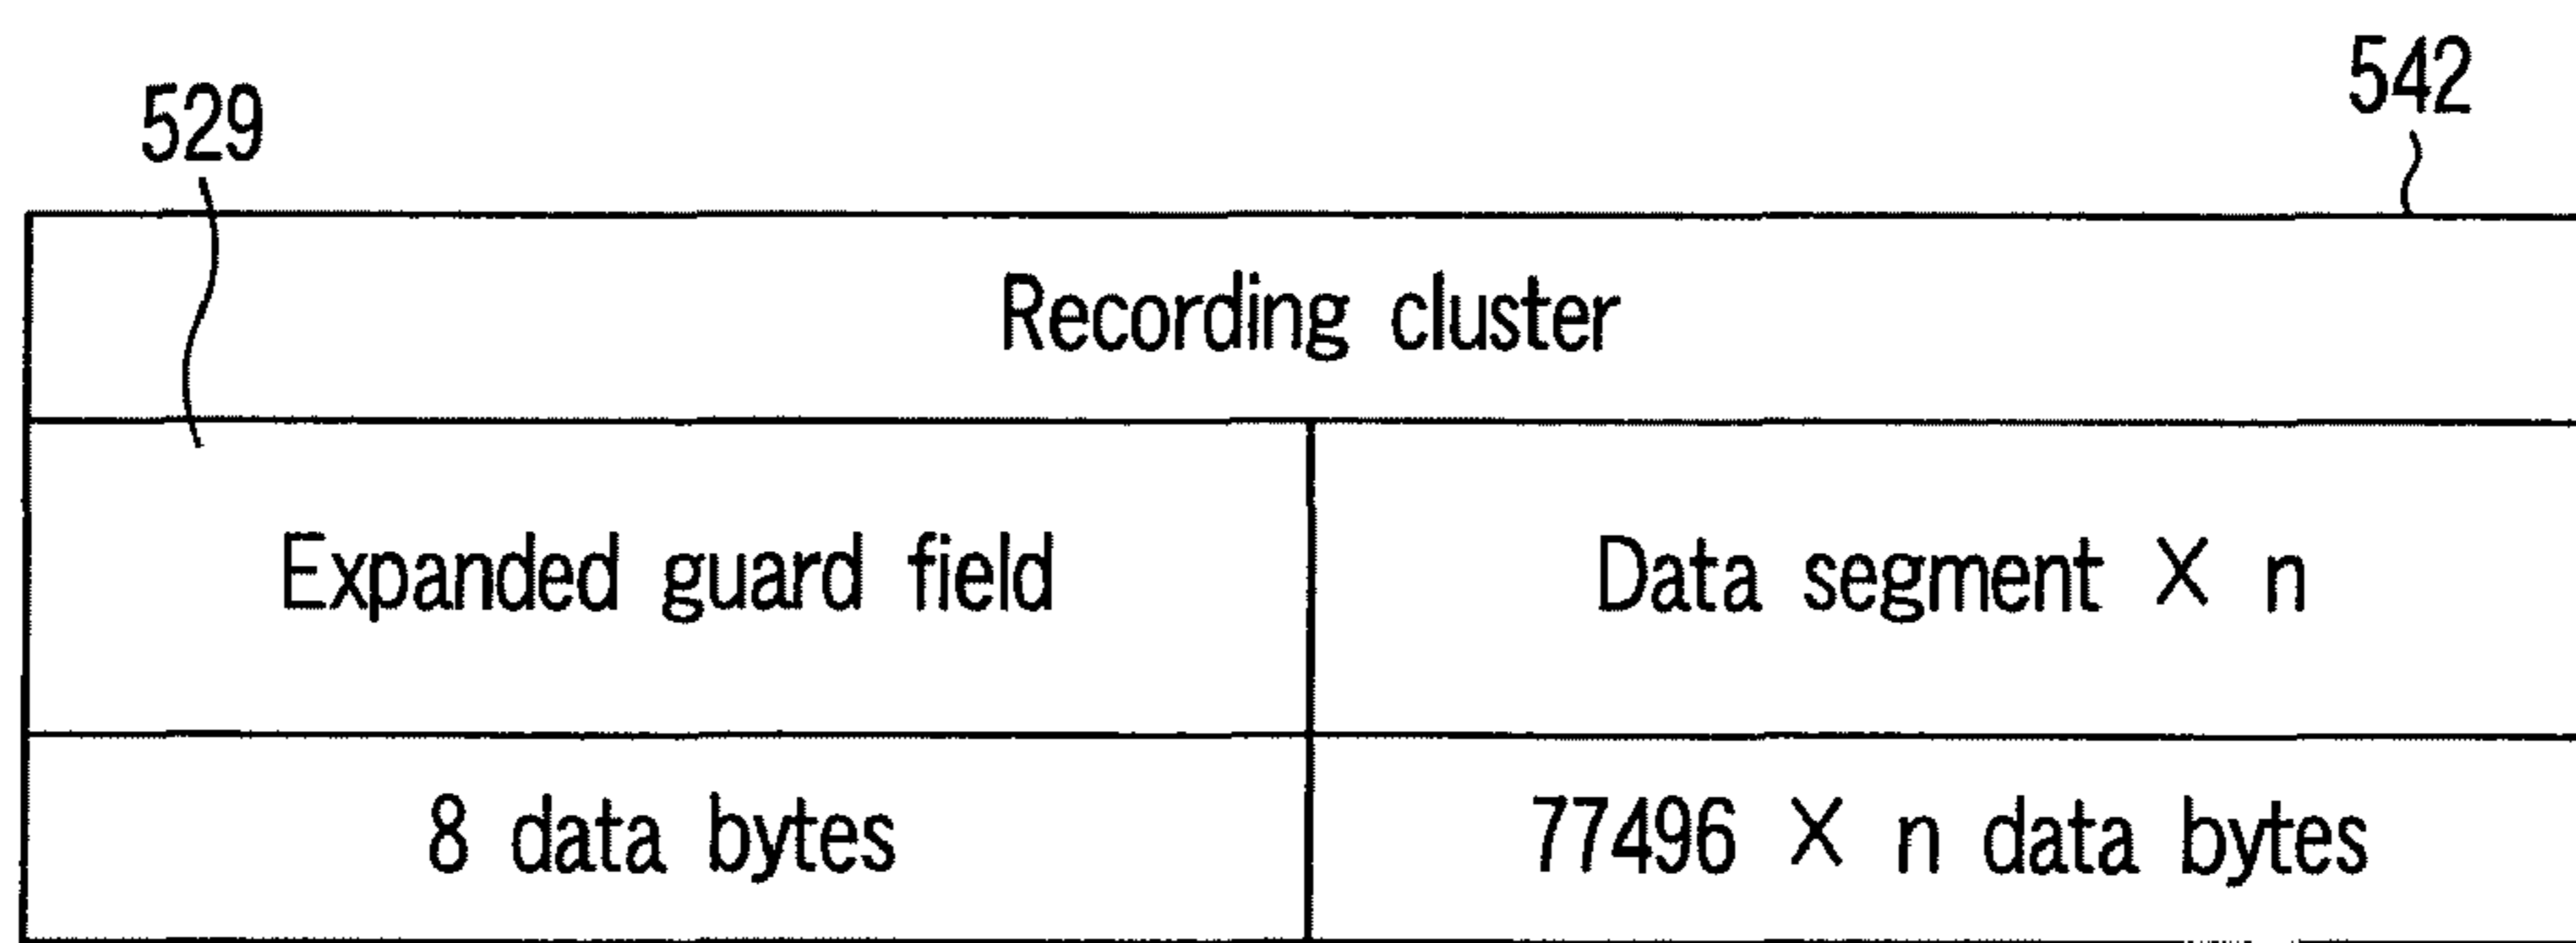 529
542
Recording cluster
Expanded guard field
Data segment X n
8 data bytes
77496 X n data bytes